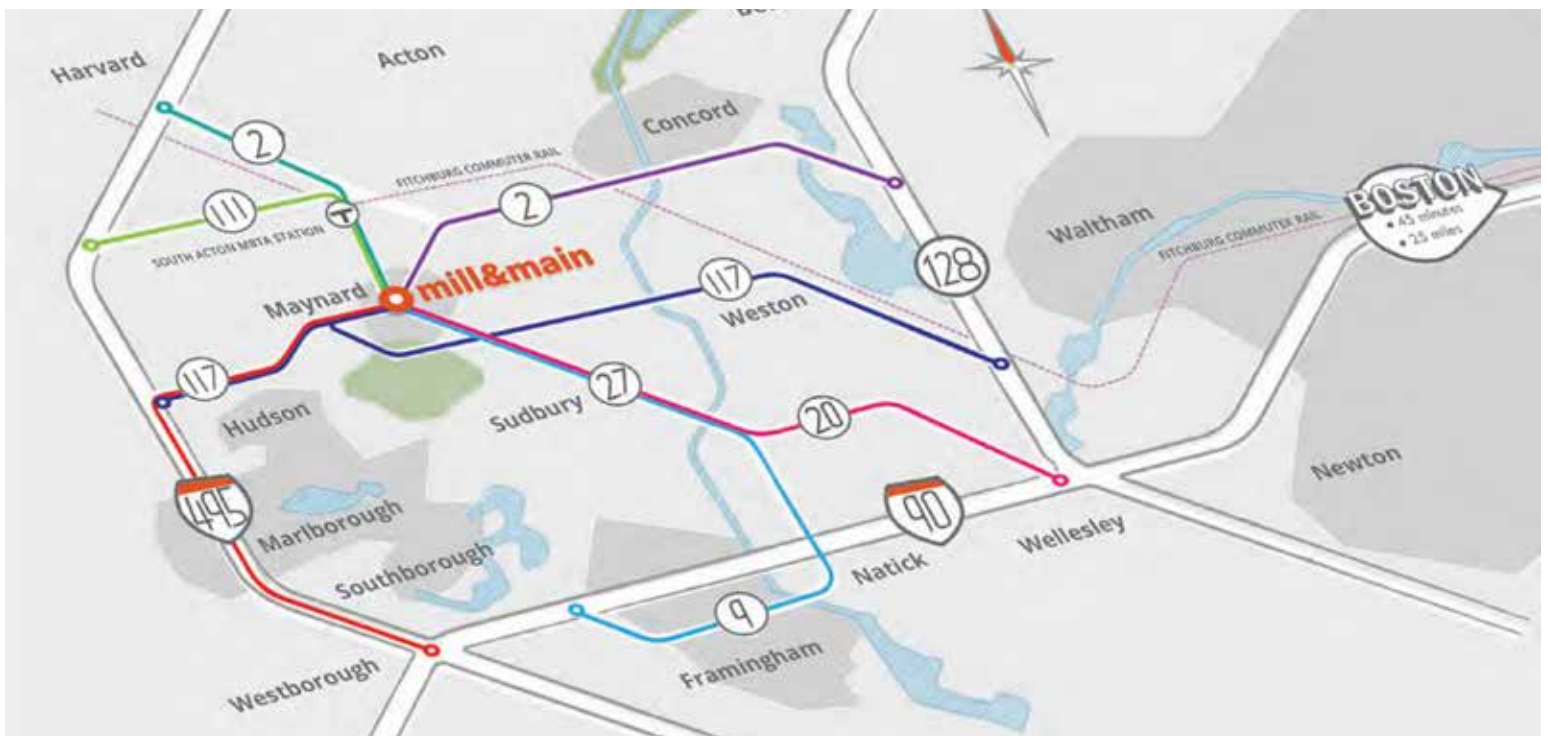 Harvard
Acton
Concord
2
FITCHBURG COMMUTER RAIL
111
2
SOUTH ACTON MBTA STATION
T
BOSTON
• 45 minutes
• 25 miles
Waltham
FITCHBURG COMMUTER RAIL
128
Maynard
mill&main
117
Weston
117
Hudson
Sudbury
27
20
Newton
495
Marlborough
90
Southborough
Natick
Wellesley
9
Framingham
Westborough